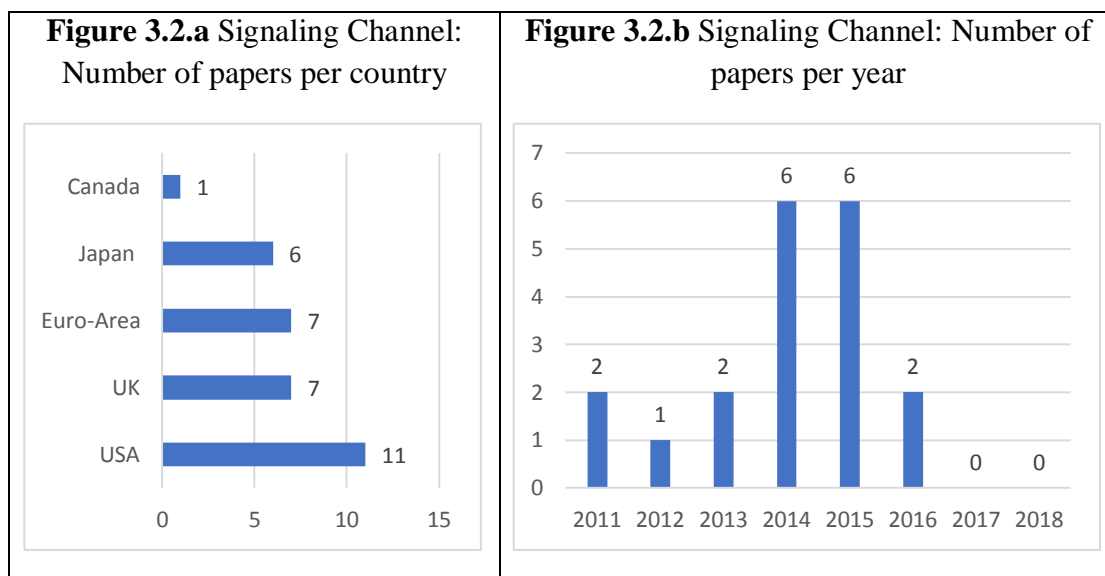 Figure 3.2.a Signaling Channel:
Number of papers per country
Canada 1
Japan 6
Euro-Area 7
UK 7
USA 11
0 5 10 15
Figure 3.2.b Signaling Channel: Number of
papers per year
7
6
5
4
3
2
1
0
2 1 2 6 6 2 0 0
2011 2012 2013 2014 2015 2016 2017 2018